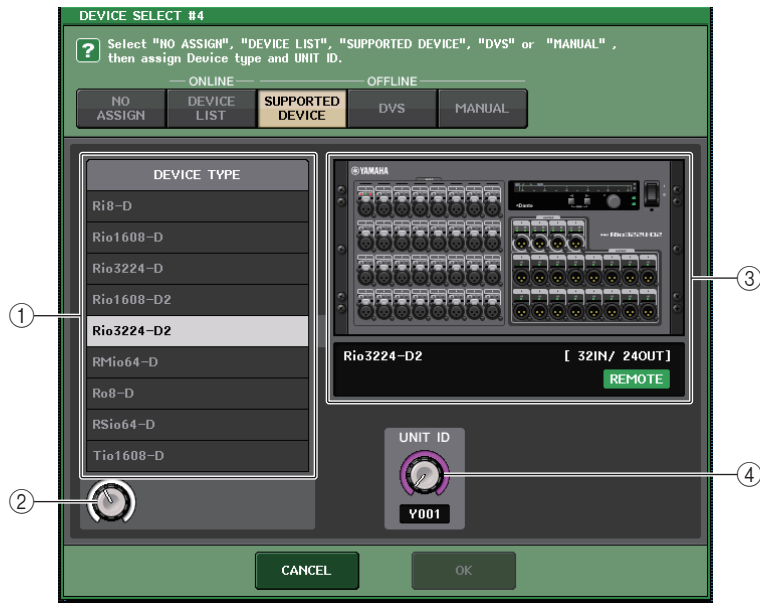 DEVICE SELECT #4
? Select "NO ASSIGN", "DEVICE LIST", "SUPPORTED DEVICE", "DVS" or "MANUAL" ,
then assign Device type and UNIT ID.
ONLINE OFFLINE
NO ASSIGN
DEVICE LIST
SUPPORTED DEVICE
DVS
MANUAL
DEVICE TYPE
Ri8-D
Rio1608-D
Rio3224-D
Rio1608-D2
Rio3224-D2
RMio64-D
Ro8-D
RSio64-D
Tio1608-D
YAMAHA
Dante
Rio3224-D2
Rio3224-D2 [ 32IN/ 24OUT]
REMOTE
UNIT ID
Y001
CANCEL
OK
1
2
3
4